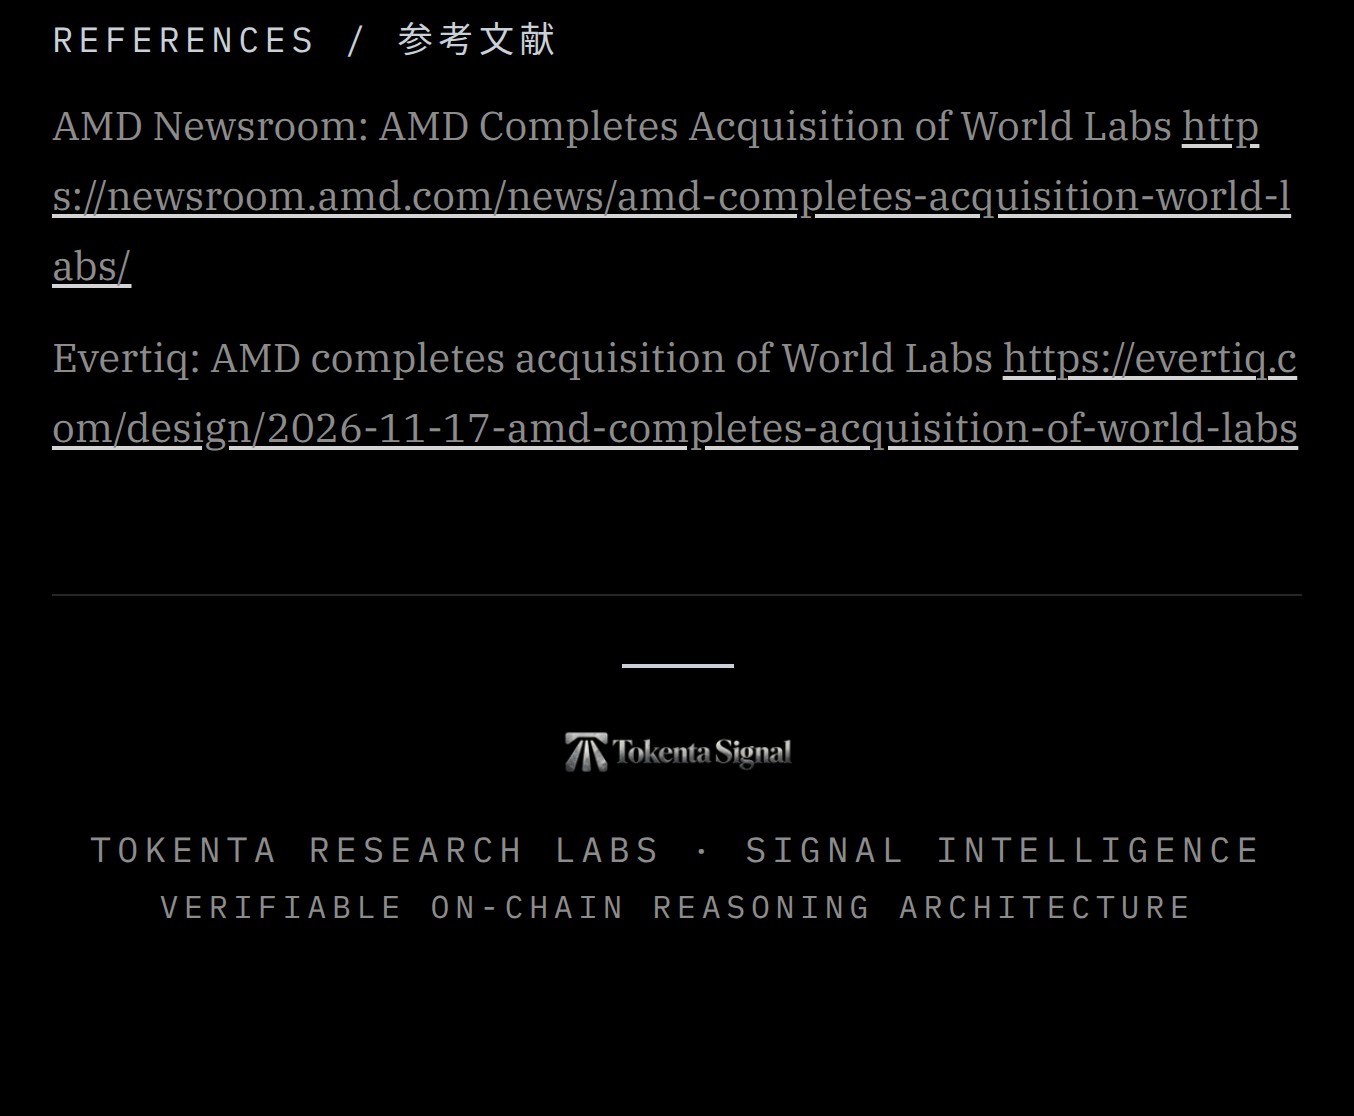 REFERENCES / 参考文献
AMD Newsroom: AMD Completes Acquisition of World Labs http
s://newsroom.amd.com/news/amd-completes-acquisition-world-l
abs/
Evertiq: AMD completes acquisition of World Labs https://evertiq.c
om/design/2026-11-17-amd-completes-acquisition-of-world-labs
Tokenta Signal
TOKENTA RESEARCH LABS · SIGNAL INTELLIGENCE
VERIFIABLE ON-CHAIN REASONING ARCHITECTURE